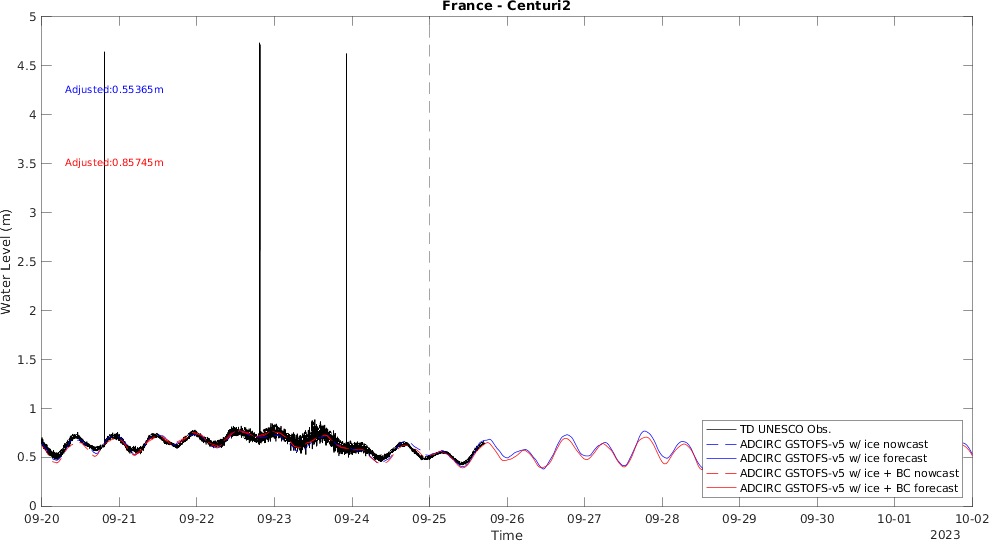 France - Centuri2
5
4.5
4
3.5
3
2.5
2
1.5
1
0.5
0
Water Level (m)
Adjusted:0.55365m
Adjusted:0.85745m
TD UNESCO Obs.
ADCIRC GSTOFS-v5 w/ ice nowcast
ADCIRC GSTOFS-v5 w/ ice forecast
ADCIRC GSTOFS-v5 w/ ice + BC nowcast
ADCIRC GSTOFS-v5 w/ ice + BC forecast
09-20 09-21 09-22 09-23 09-24 09-25 09-26 09-27 09-28 09-29 09-30 10-01 10-02
Time
2023